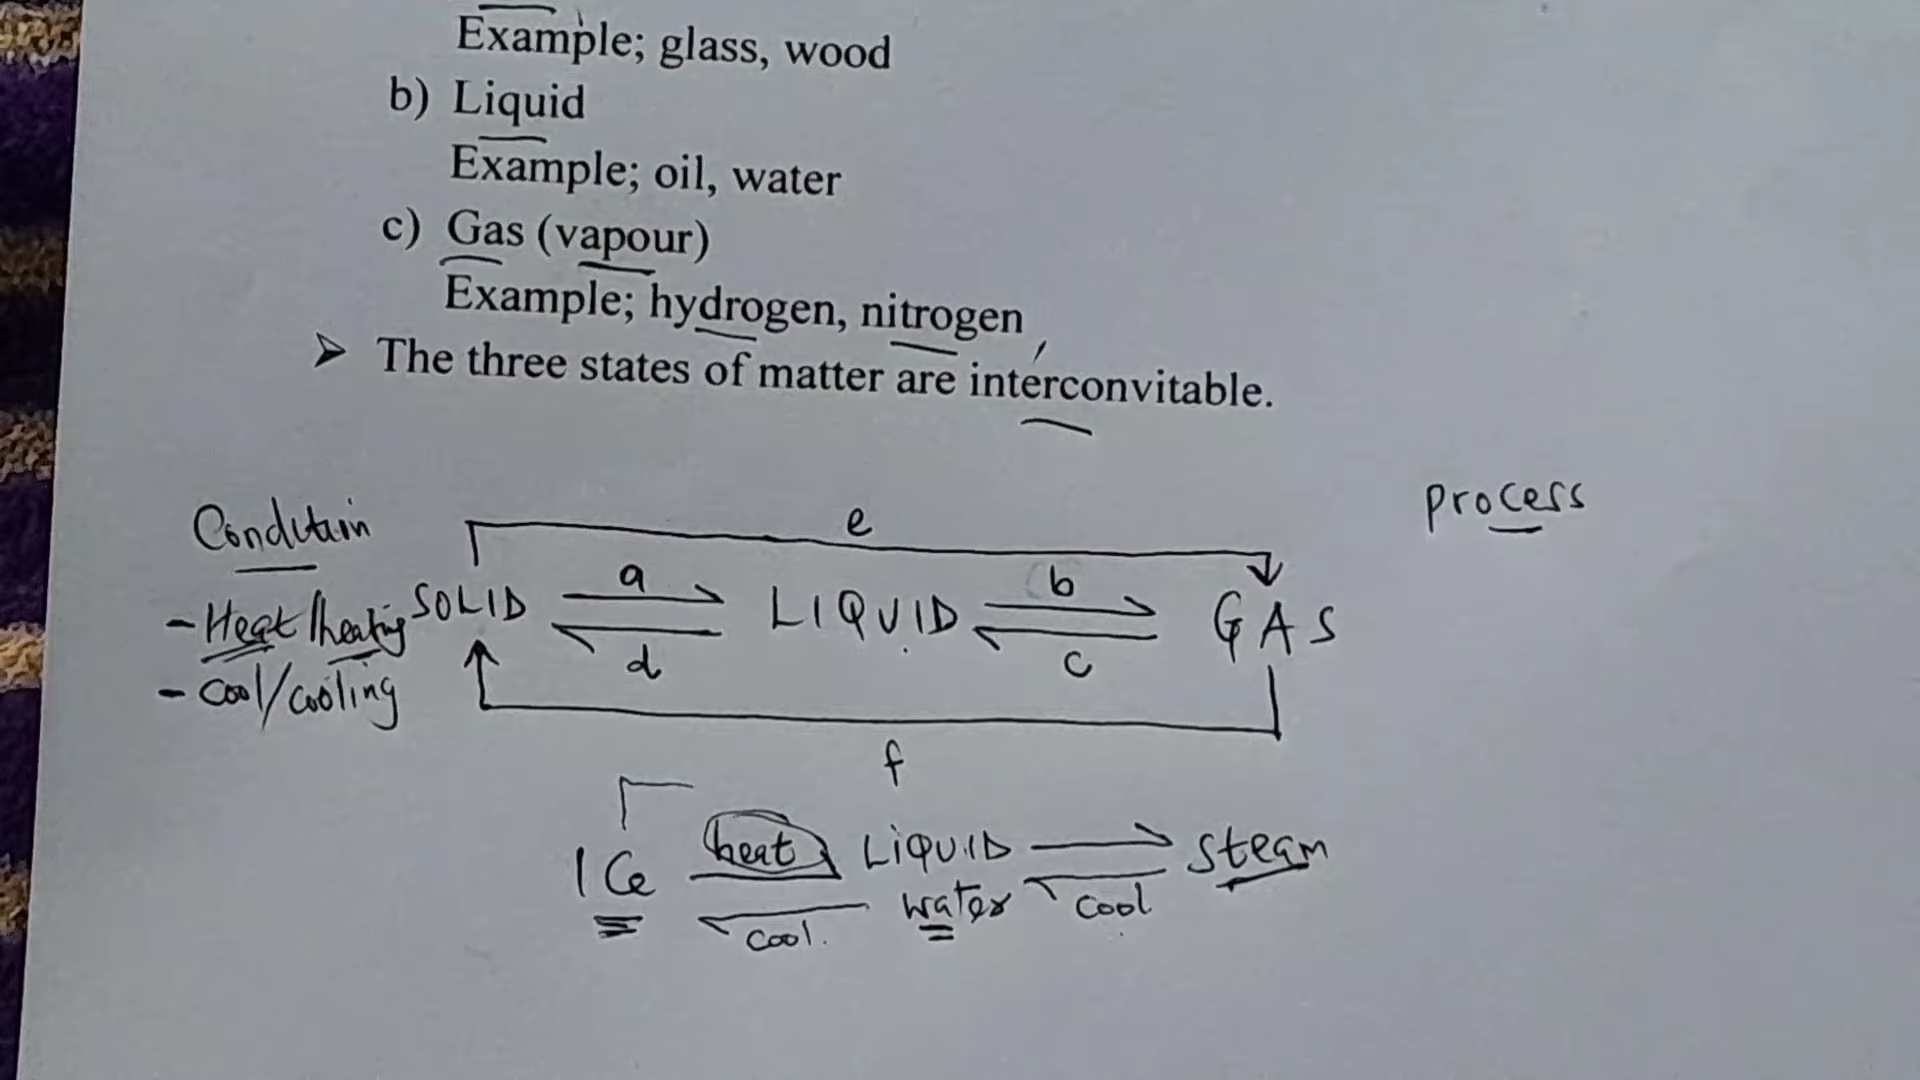 Example; glass, wood
b) Liquid
Example; oil, water
c) Gas (vapour)
Example; hydrogen, nitrogen
➢ The three states of matter are interconvitable.
Condition
process
e
- Heat/heating
SOLID a LIQUID b GAS
d c
- cool/cooling
f
ICe heat LIQUID steam
cool. water cool